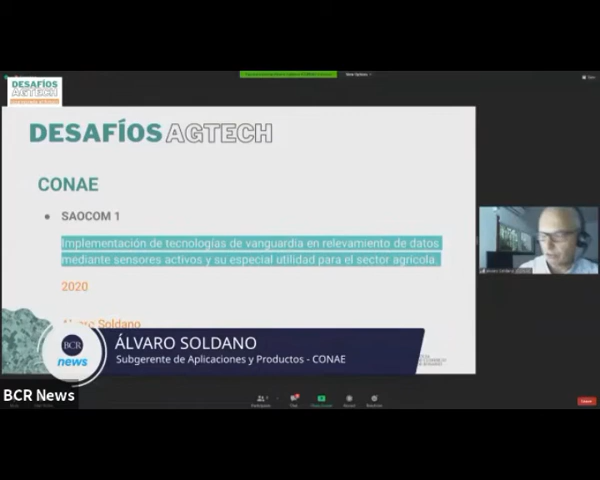 DESAFÍOS
AGTECH
DESAFÍOS AGTECH
CONAE
SAOCOM 1
Implementación de tecnologías de vanguardia en relevamiento de datos
mediante sensores activos y su especial utilidad para el sector agrícola.
2020
Alvaro Soldano
BCR
news
ÁLVARO SOLDANO
Subgerente de Aplicaciones y Productos - CONAE
BCR News